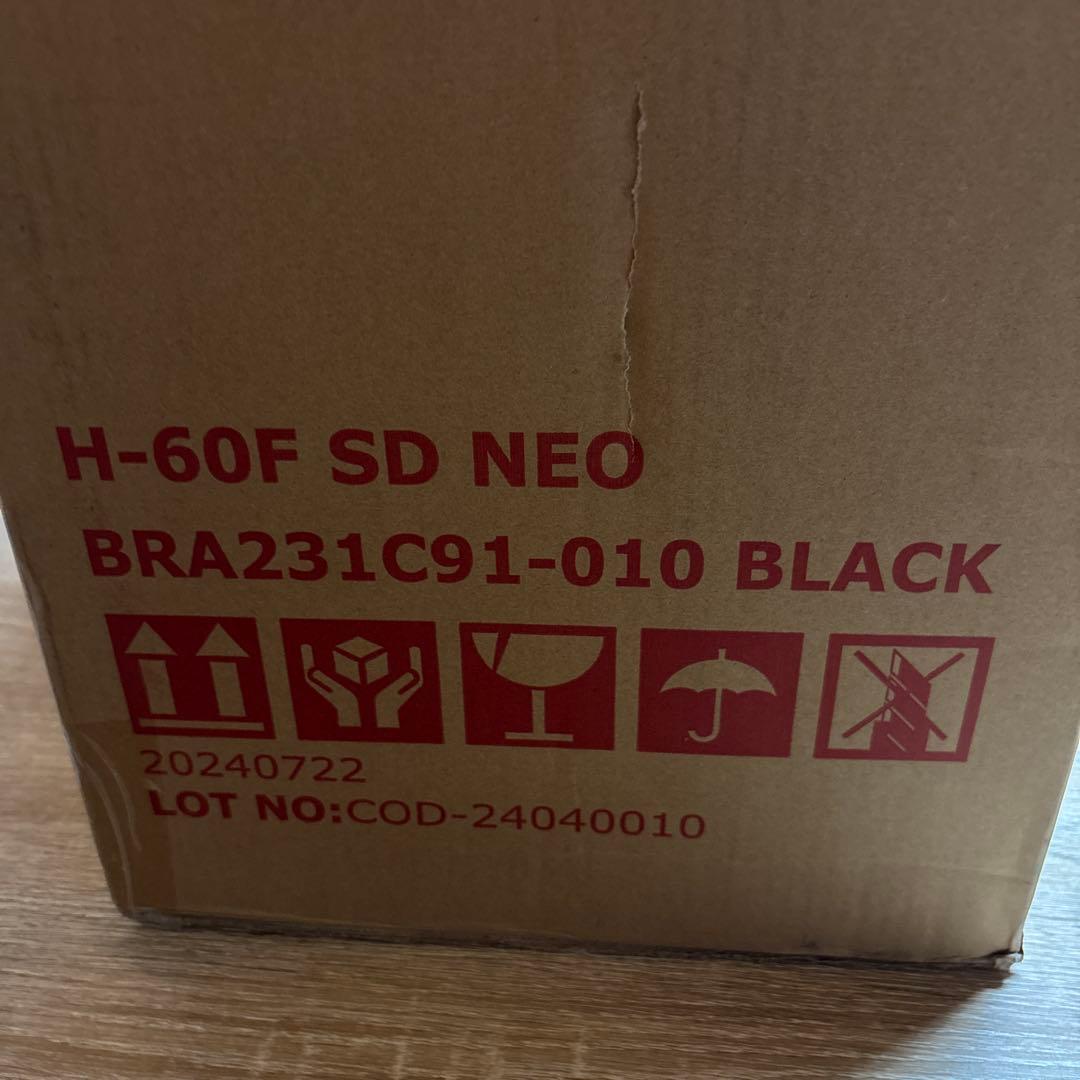 H-60F SD NEO
BRA231C91-010 BLACK
20240722
LOT NO:COD-24040010